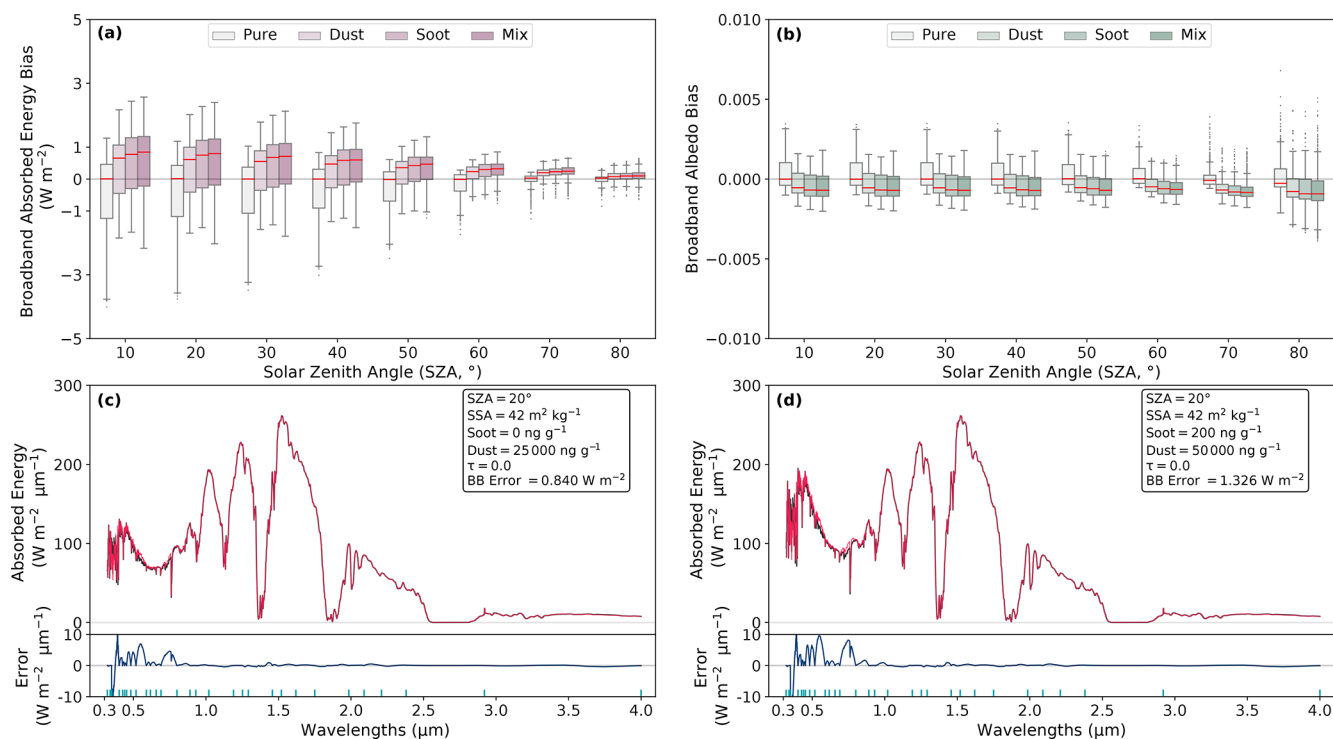 (a)
Pure Dust Soot Mix
Broadband Absorbed Energy Bias
(W m−2)
5
3
1
0
−1
−3
−5
10 20 30 40 50 60 70 80
Solar Zenith Angle (SZA, °)
(b)
Pure Dust Soot Mix
Broadband Albedo Bias
0.010
0.005
0.000
−0.005
−0.010
10 20 30 40 50 60 70 80
Solar Zenith Angle (SZA, °)
(c)
SZA = 20°
SSA = 42 m² kg−1
Soot = 0 ng g−1
Dust = 25 000 ng g−1
τ = 0.0
BB Error = 0.840 W m−2
Absorbed Energy
(W m−2 μm−1)
300
200
100
0
Error
(W m−2 μm−1)
10
0
-10
0.3 0.5 1.0 1.5 2.0 2.5 3.0 3.5 4.0
Wavelengths (μm)
(d)
SZA = 20°
SSA = 42 m² kg−1
Soot = 200 ng g−1
Dust = 50 000 ng g−1
τ = 0.0
BB Error = 1.326 W m−2
Absorbed Energy
(W m−2 μm−1)
300
200
100
0
Error
(W m−2 μm−1)
10
0
-10
0.3 0.5 1.0 1.5 2.0 2.5 3.0 3.5 4.0
Wavelengths (μm)